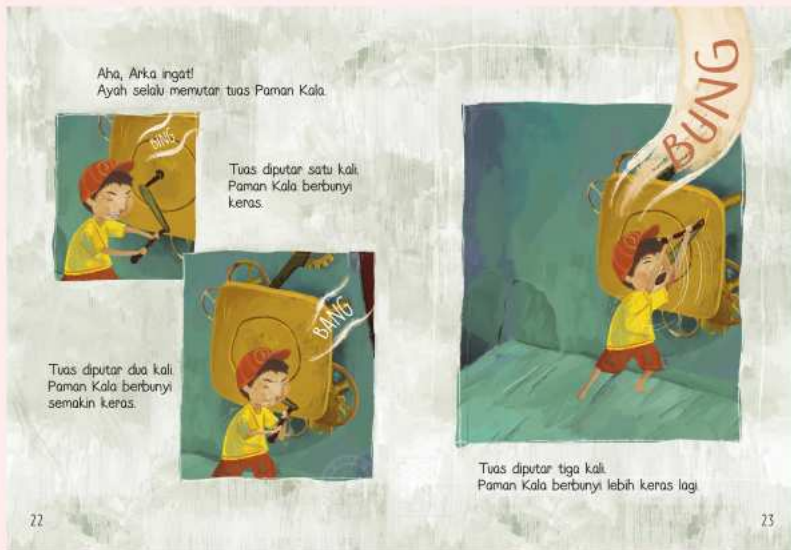 Aha, Arka ingat!
Ayah selalu memutar tuas Paman Kala.
BING
Tuas diputar satu kali.
Paman Kala berbunyi
keras.
BANG
Tuas diputar dua kali.
Paman Kala berbunyi
semakin keras.
BUNG
Tuas diputar tiga kali.
Paman Kala berbunyi lebih keras lagi.
22
23